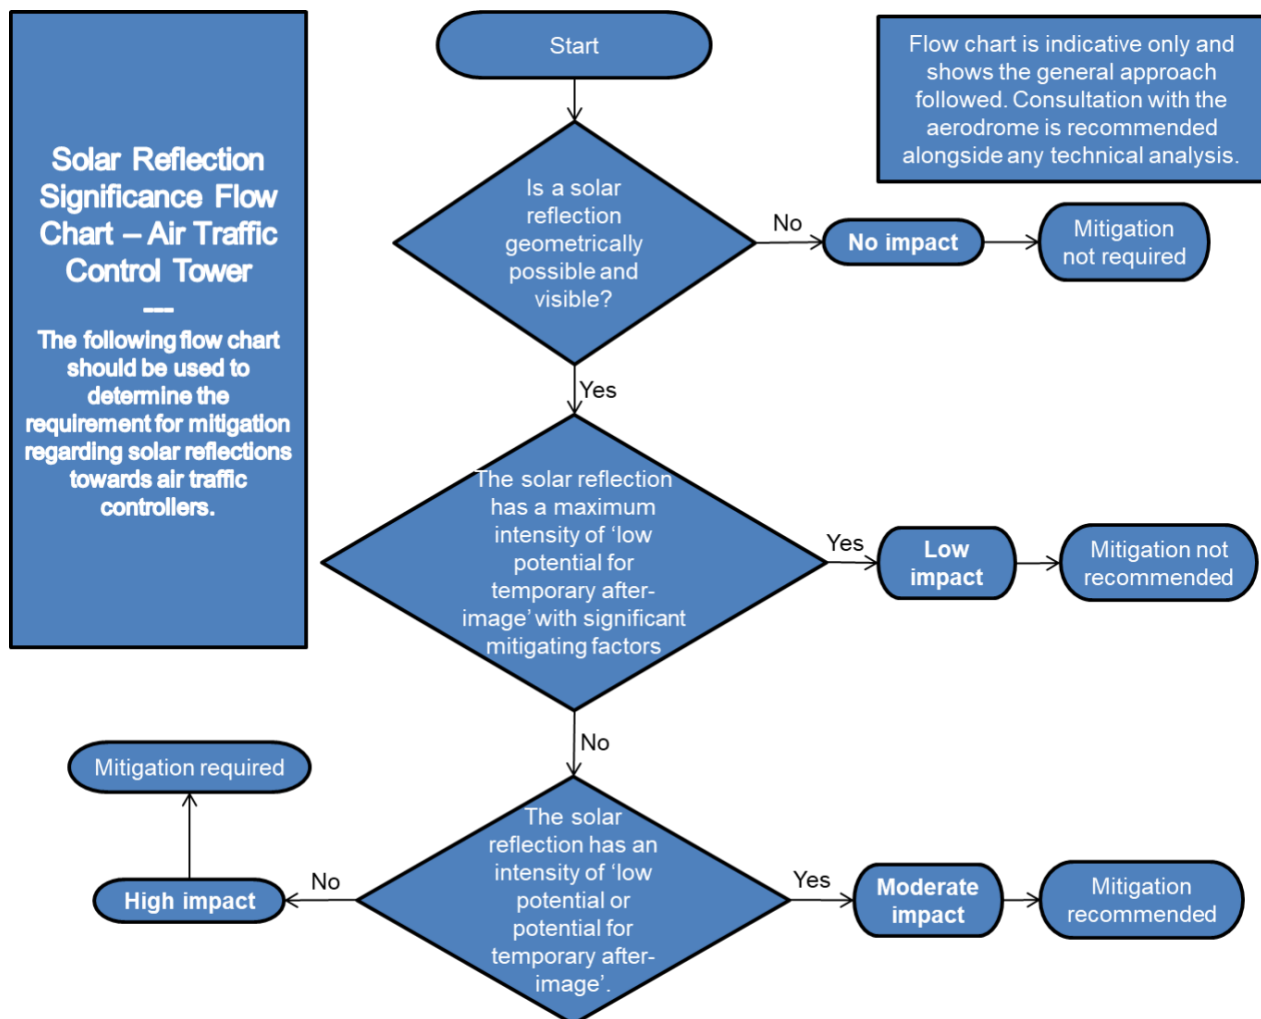 Solar Reflection
Significance Flow
Chart – Air Traffic
Control Tower
---
The following flow chart
should be used to
determine the
requirement for mitigation
regarding solar reflections
towards air traffic
controllers.
Start
Flow chart is indicative only and
shows the general approach
followed. Consultation with the
aerodrome is recommended
alongside any technical analysis.
Is a solar
reflection
geometrically
possible and
visible?
No
No impact
Mitigation
not required
Yes
The solar reflection
has a maximum
intensity of ‘low
potential for
temporary after-
image’ with significant
mitigating factors
Yes
Low
impact
Mitigation not
recommended
No
The solar
reflection has an
intensity of ‘low
potential or
potential for
temporary after-
image’.
Yes
Moderate
impact
Mitigation
recommended
No
High impact
Mitigation required